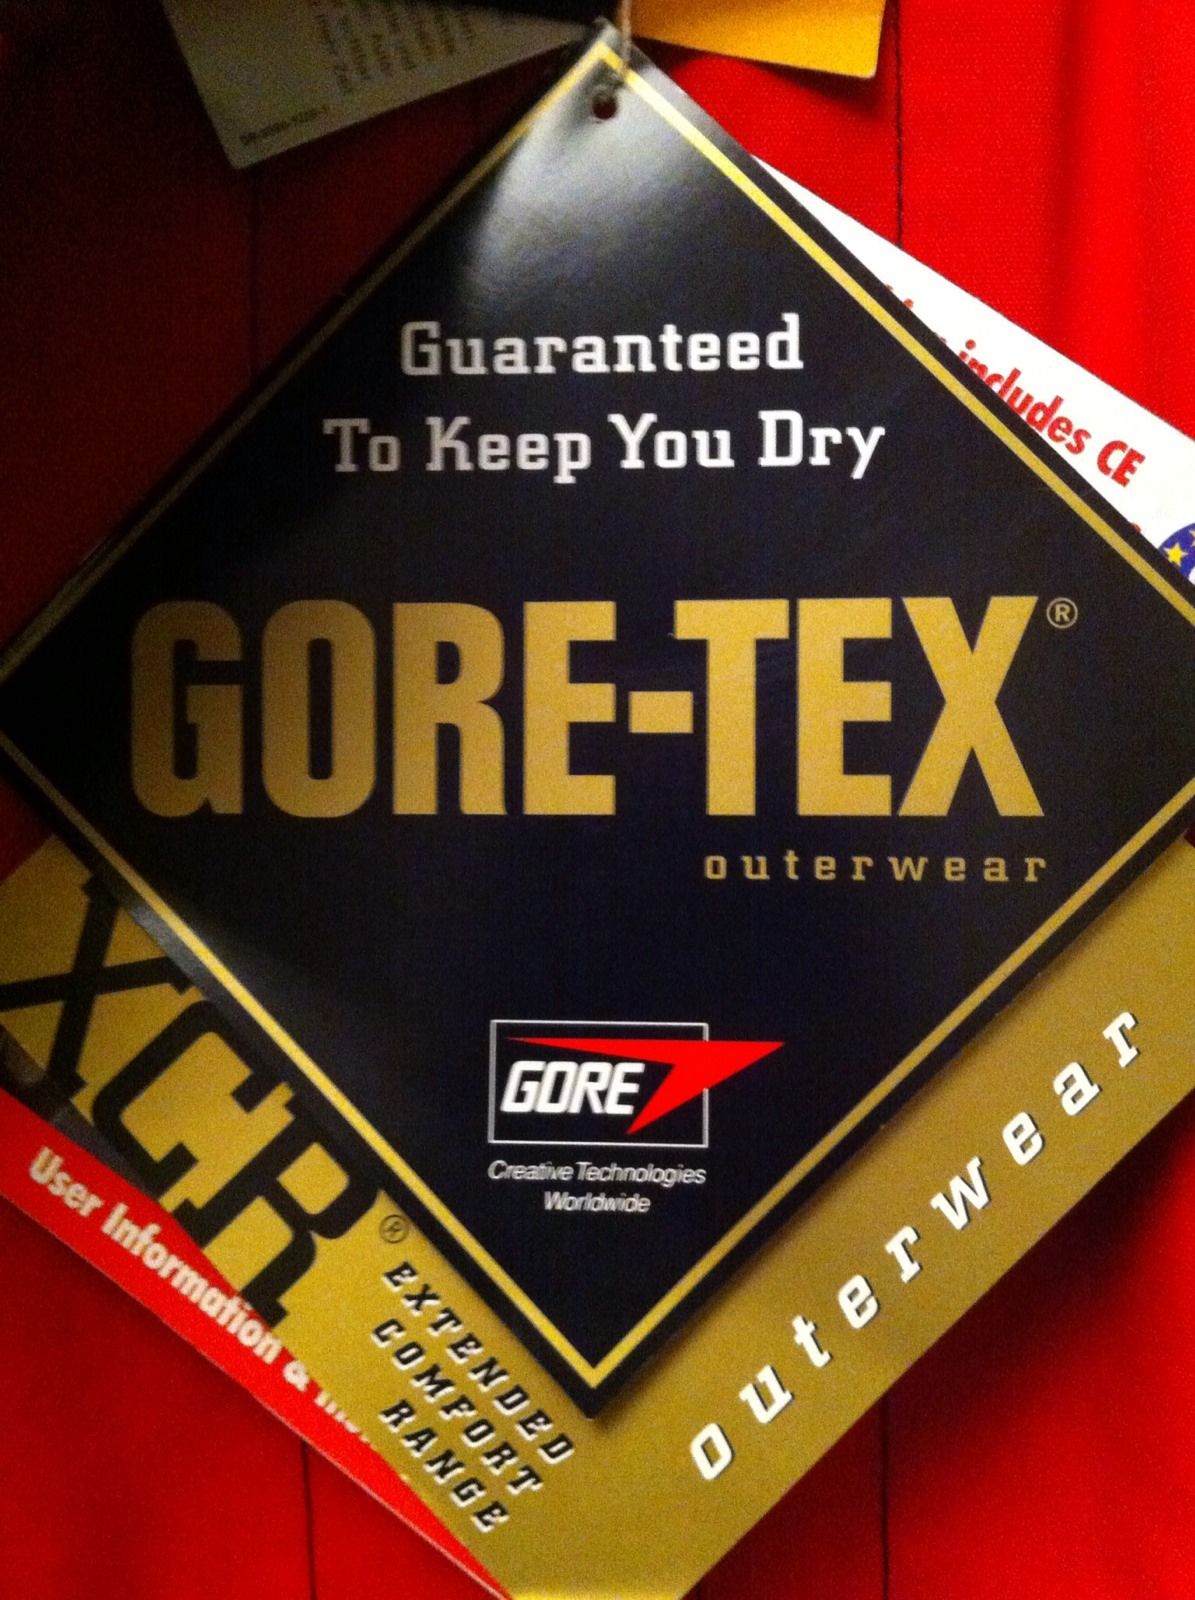 Guaranteed
To Keep You Dry
GORE-TEX®
outerwear
GORE
Creative Technologies
Worldwide
includes CE
XCR®
EXTENDED
COMFORT
RANGE
outerwear
User Information &